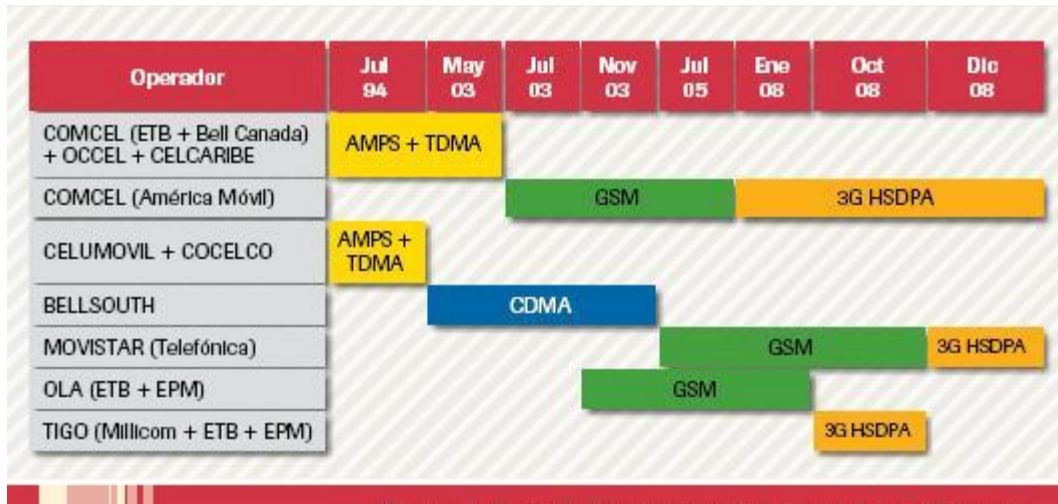 Operador
Jul May Jul Nov Jul Ene Oct Dic
94 03 03 03 05 08 08 08
COMCEL (ETB + Bell Canada)
+ OCCEL + CELCARIBE
AMPS + TDMA
COMCEL (América Móvil)
GSM
3G HSDPA
CELUMOVIL + COCELCO
AMPS +
TDMA
BELLSOUTH
CDMA
MOVISTAR (Telefónica)
GSM
3G HSDPA
OLA (ETB + EPM)
GSM
TIGO (Millicom + ETB + EPM)
3G HSDPA